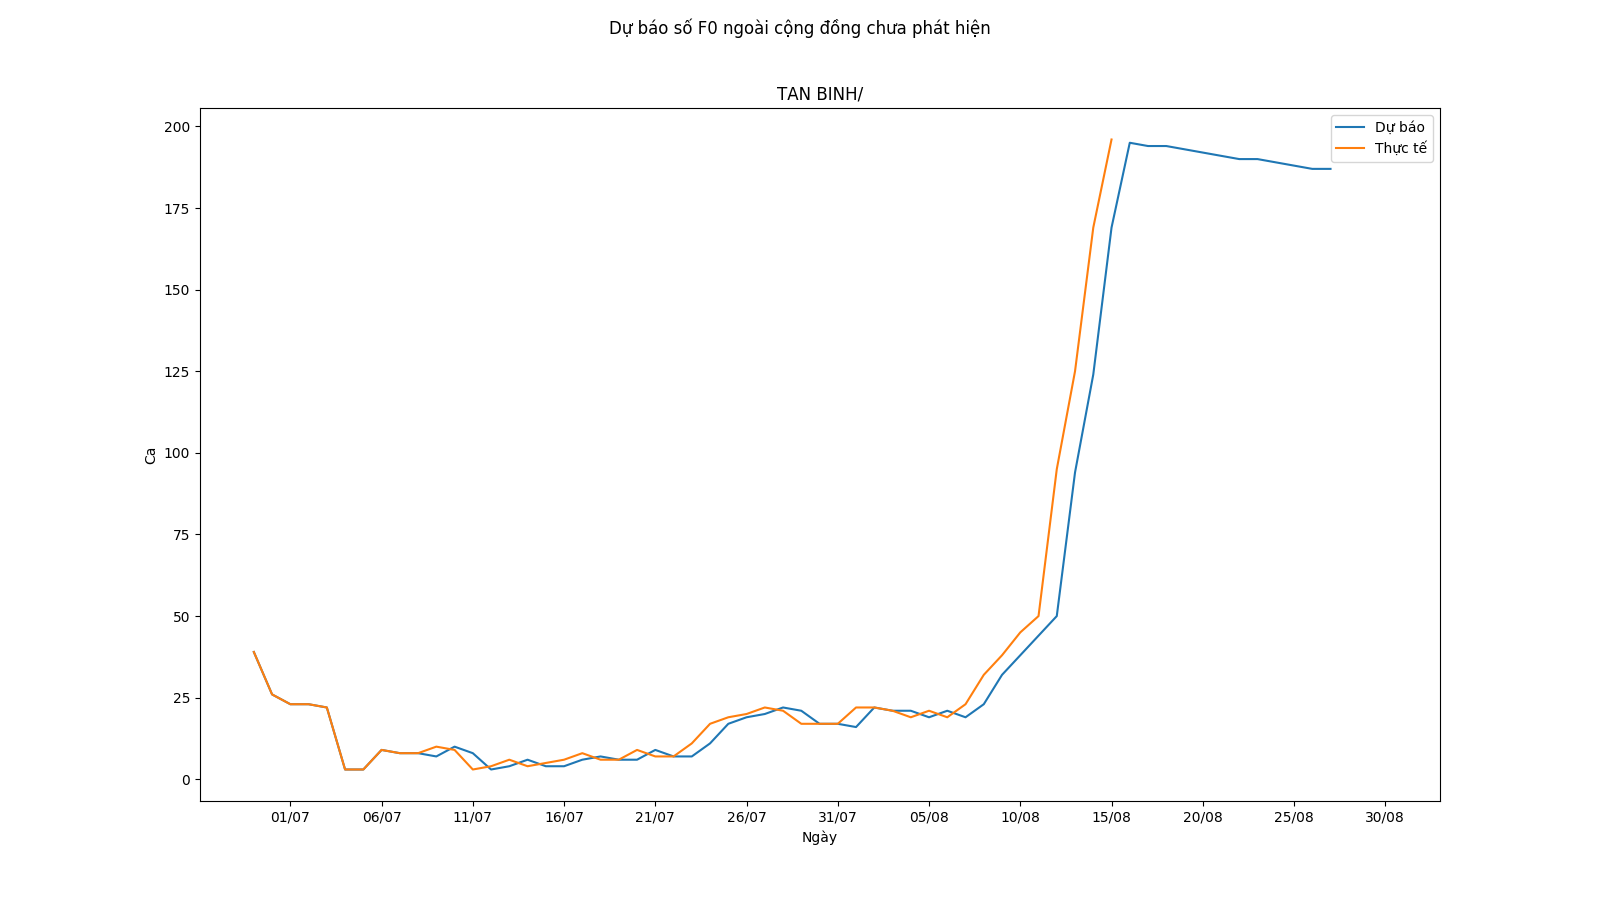 Dự báo số F0 ngoài cộng đồng chưa phát hiện
TAN BINH/
Dự báo
Thực tế
200
175
150
125
100
75
50
25
0
Ca
01/07 06/07 11/07 16/07 21/07 26/07 31/07 05/08 10/08 15/08 20/08 25/08 30/08
Ngày